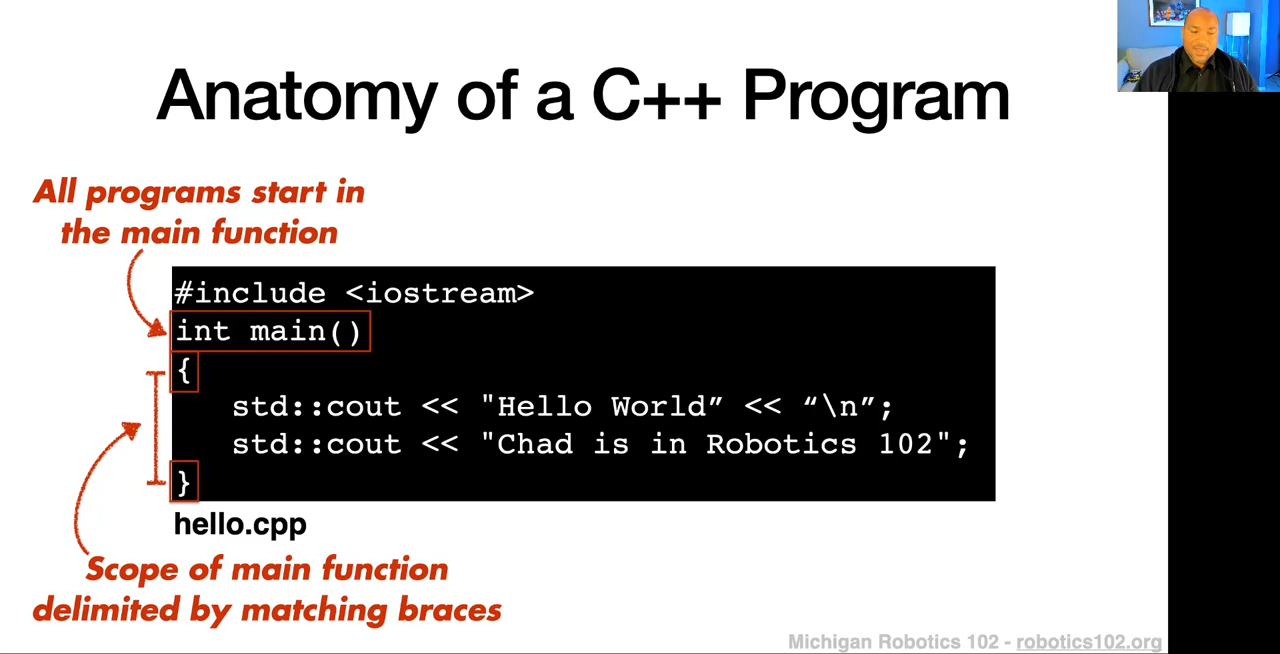 Anatomy of a C++ Program
All programs start in
the main function
#include <iostream>
int main()
{
std::cout << "Hello World” << “\n”;
std::cout << "Chad is in Robotics 102";
}
hello.cpp
Scope of main function
delimited by matching braces
Michigan Robotics 102 - robotics102.org